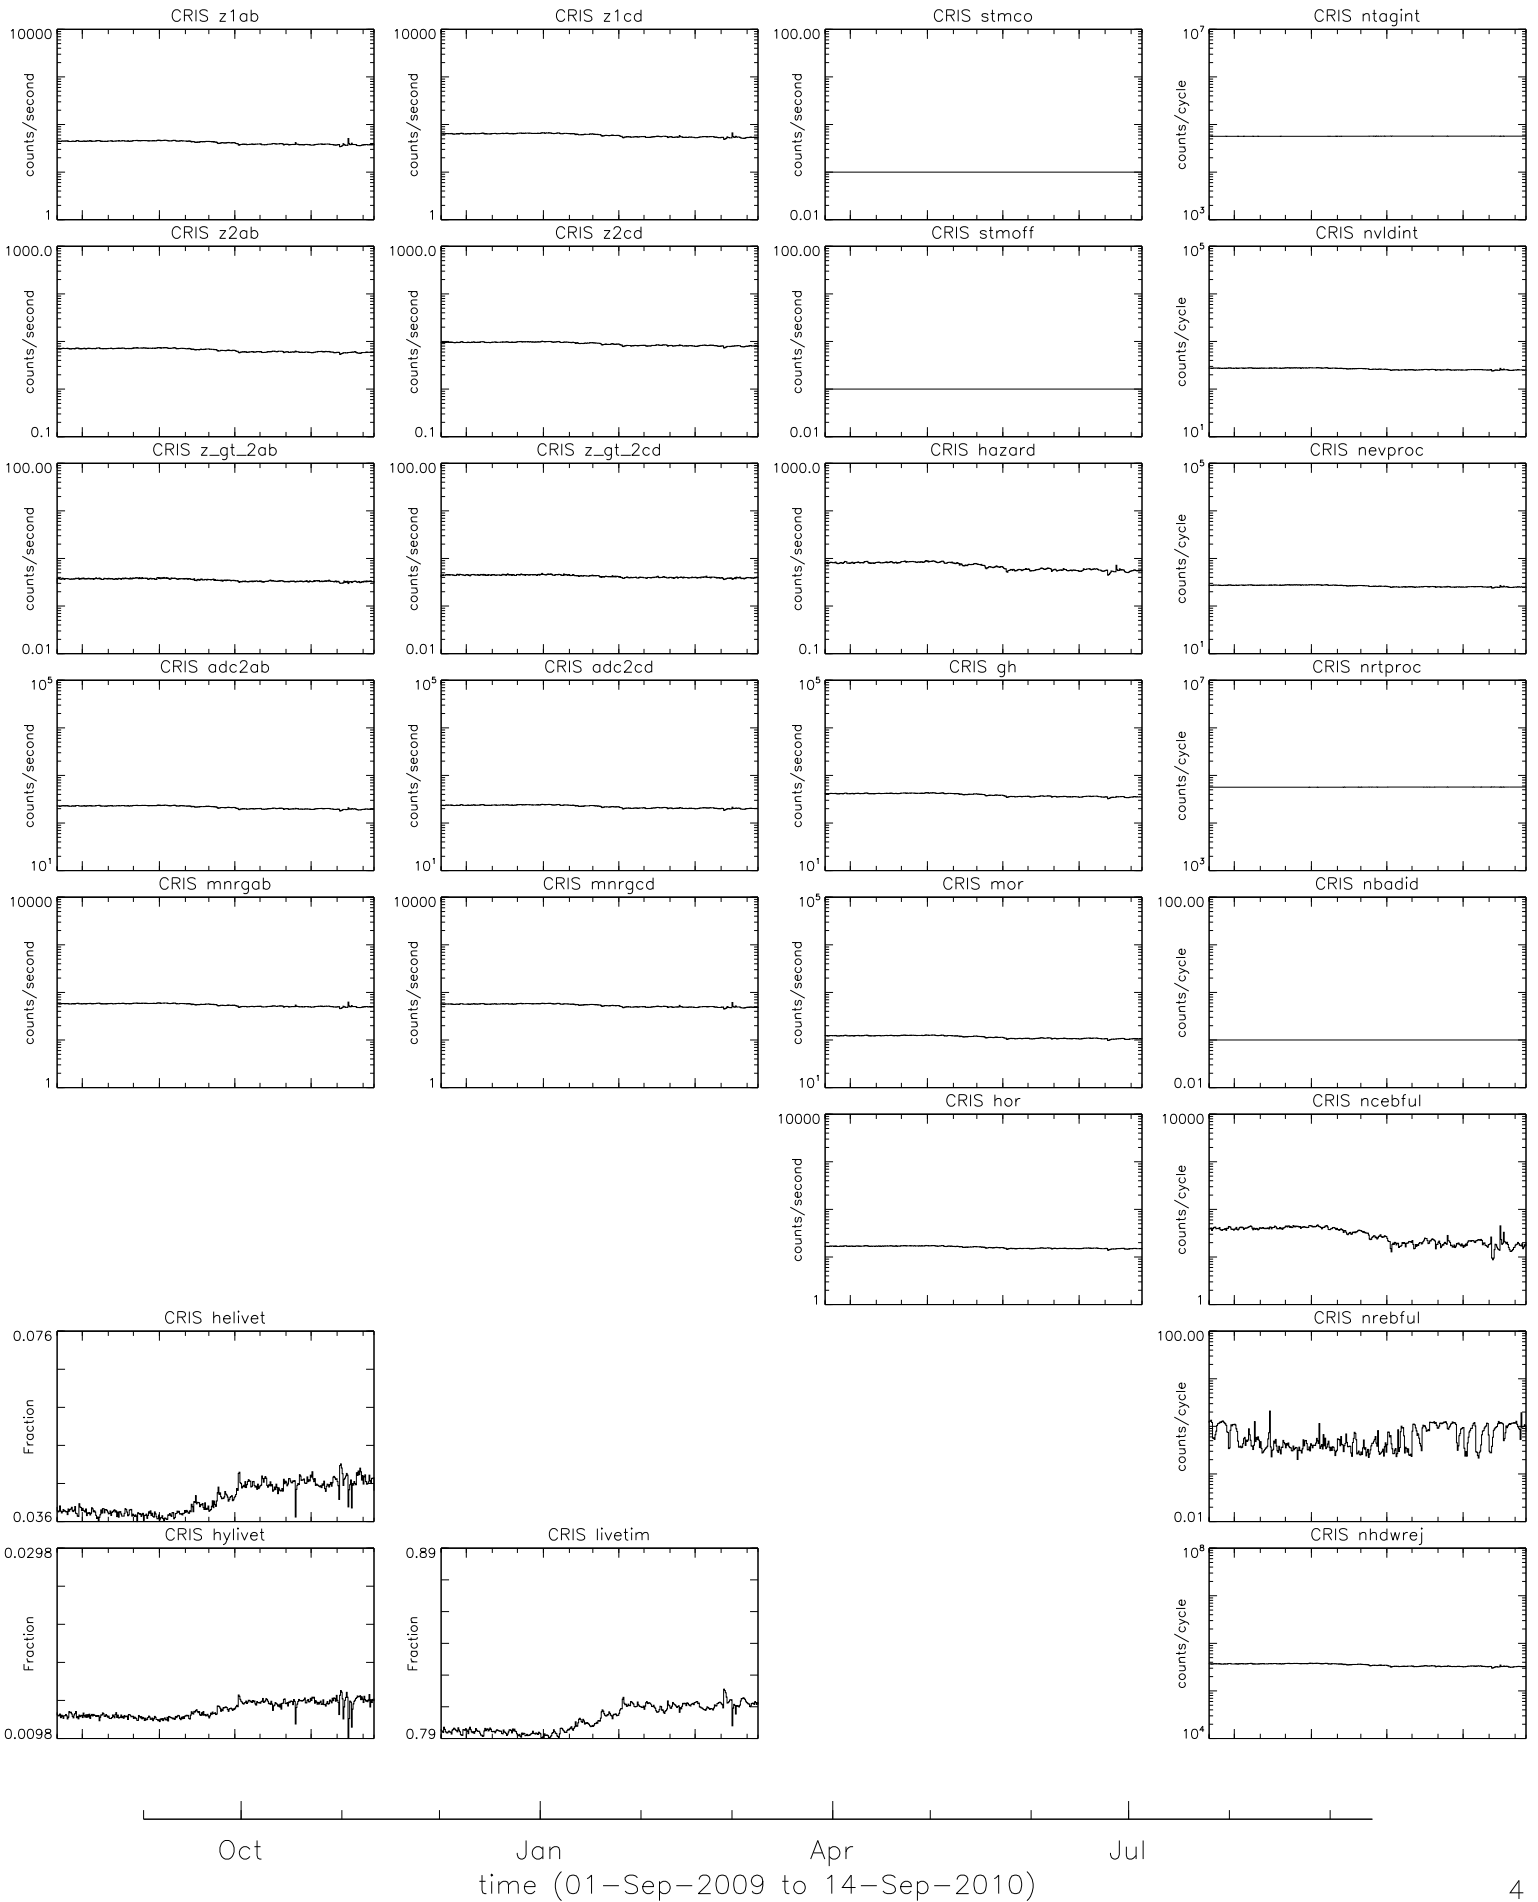 CRIS z1ab
CRIS z1cd
CRIS stmco
CRIS ntagint
10000
counts/second
1
10000
counts/second
1
100.00
counts/second
0.01
10⁷
counts/cycle
10³
CRIS z2ab
CRIS z2cd
CRIS stmoff
CRIS nvldint
1000.0
counts/second
0.1
1000.0
counts/second
0.1
100.00
counts/second
0.01
10⁵
counts/cycle
10¹
CRIS z_gt_2ab
CRIS z_gt_2cd
CRIS hazard
CRIS nevproc
100.00
counts/second
0.01
100.00
counts/second
0.01
1000.0
counts/second
0.1
10⁵
counts/cycle
10¹
CRIS adc2ab
CRIS adc2cd
CRIS gh
CRIS nrtproc
10⁵
counts/second
10¹
10⁵
counts/second
10¹
10⁵
counts/second
10¹
10⁷
counts/cycle
10³
CRIS mnrgab
CRIS mnrgcd
CRIS mor
CRIS nbadid
10000
counts/second
1
10000
counts/second
1
10⁵
counts/second
10¹
100.00
counts/cycle
0.01
CRIS hor
CRIS ncebful
10000
counts/second
1
10000
counts/cycle
1
CRIS helivet
CRIS nrebful
0.076
Fraction
0.036
100.00
counts/cycle
0.01
CRIS hylivet
CRIS livetim
CRIS nhdwrej
0.0298
Fraction
0.0098
0.89
Fraction
0.79
10⁸
counts/cycle
10⁴
Oct
Jan
Apr
Jul
time (01-Sep-2009 to 14-Sep-2010)
4